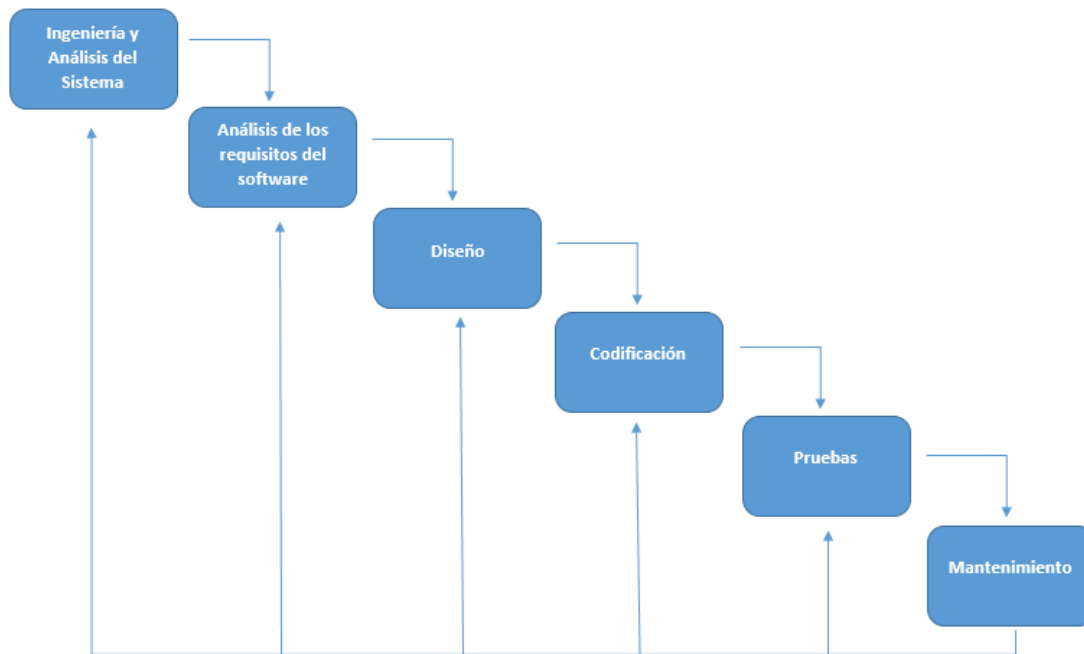 Ingeniería y
Análisis del
Sistema
Análisis de los
requisitos del
software
Diseño
Codificación
Pruebas
Mantenimiento